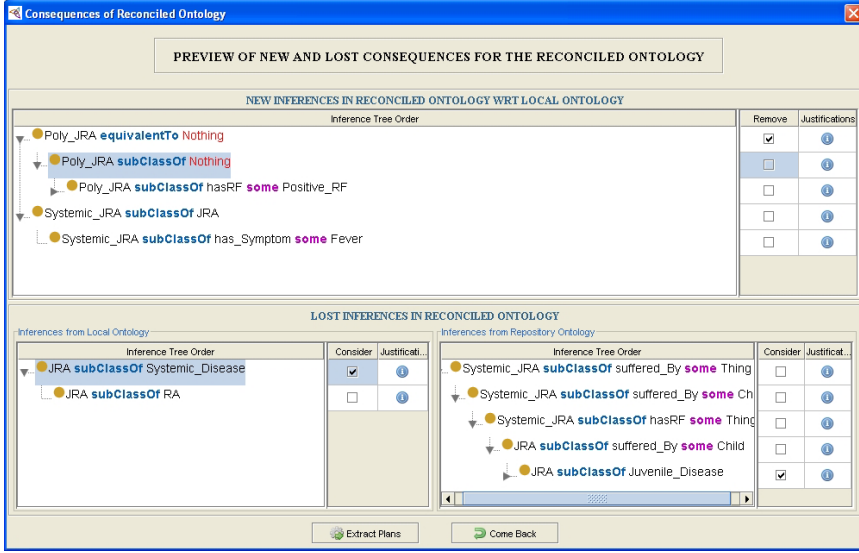 Consequences of Reconciled Ontology
PREVIEW OF NEW AND LOST CONSEQUENCES FOR THE RECONCILED ONTOLOGY
NEW INFERENCES IN RECONCILED ONTOLOGY WRT LOCAL ONTOLOGY
Inference Tree Order Remove Justifications
Poly_JRA equivalentTo Nothing
Poly_JRA subClassOf Nothing
Poly_JRA subClassOf hasRF some Positive_RF
Systemic_JRA subClassOf JRA
Systemic_JRA subClassOf has_Symptom some Fever
LOST INFERENCES IN RECONCILED ONTOLOGY
Inferences from Local Ontology
Inference Tree Order Consider Justificati...
JRA subClassOf Systemic_Disease
JRA subClassOf RA
Inferences from Repository Ontology
Inference Tree Order Consider Justificat...
Systemic_JRA subClassOf suffered_By some Thing
Systemic_JRA subClassOf suffered_By some Ch
Systemic_JRA subClassOf hasRF some Thing
JRA subClassOf suffered_By some Child
JRA subClassOf Juvenile_Disease
Extract Plans Come Back